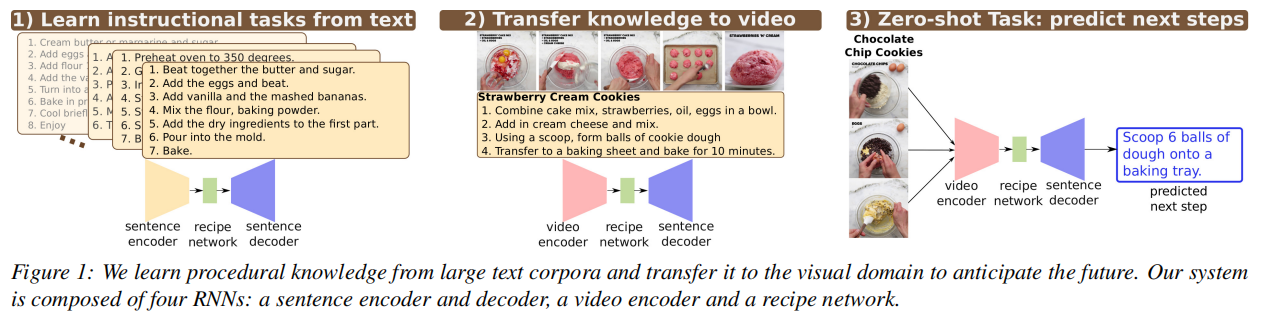 1) Learn instructional tasks from text
2) Transfer knowledge to video
3) Zero-shot Task: predict next steps
1. Cream butter or margarine and sugar
2. Add eggs
3. Add flour
4. Add the va
5. Turn into a
6. Bake in pr
7. Cool brief
8. Enjoy
1. A
2. A
3. P
4. A
5. M
6. T
1. Preheat oven to 350 degrees.
2. G
3. In
4. S
5. S
6. S
7. B
1. Beat together the butter and sugar.
2. Add the eggs and beat.
3. Add vanilla and the mashed bananas.
4. Mix the flour, baking powder.
5. Add the dry ingredients to the first part.
6. Pour into the mold.
7. Bake.
sentence encoder
recipe network
sentence decoder
STRAWBERRIES 'N' CREAM
Strawberry Cream Cookies
1. Combine cake mix, strawberries, oil, eggs in a bowl.
2. Add in cream cheese and mix.
3. Using a scoop, form balls of cookie dough
4. Transfer to a baking sheet and bake for 10 minutes.
video encoder
recipe network
sentence decoder
Chocolate
Chip Cookies
CHOCOLATE CHIPS
EGGS
video encoder
recipe network
sentence decoder
Scoop 6 balls of
dough onto a
baking tray.
predicted
next step
Figure 1: We learn procedural knowledge from large text corpora and transfer it to the visual domain to anticipate the future. Our system
is composed of four RNNs: a sentence encoder and decoder, a video encoder and a recipe network.